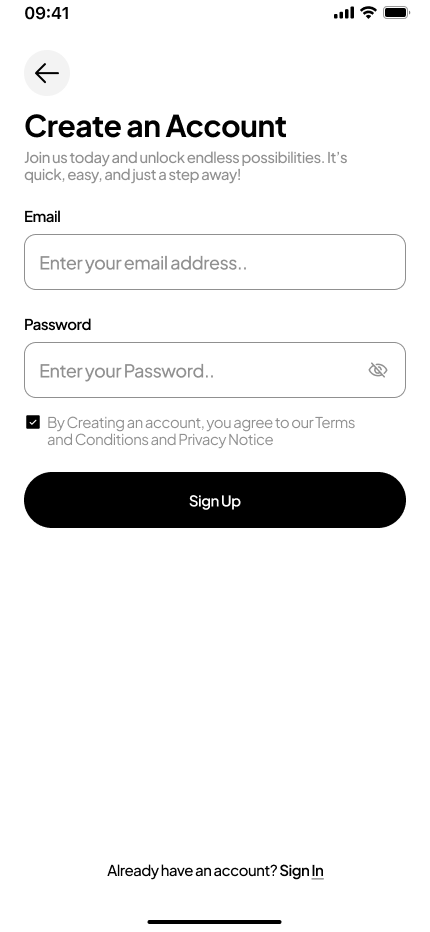 09:41
Create an Account
Join us today and unlock endless possibilities. It's
quick, easy, and just a step away!
Email
Enter your email address..
Password
Enter your Password..
By Creating an account, you agree to our Terms
and Conditions and Privacy Notice
Sign Up
Already have an account? Sign In